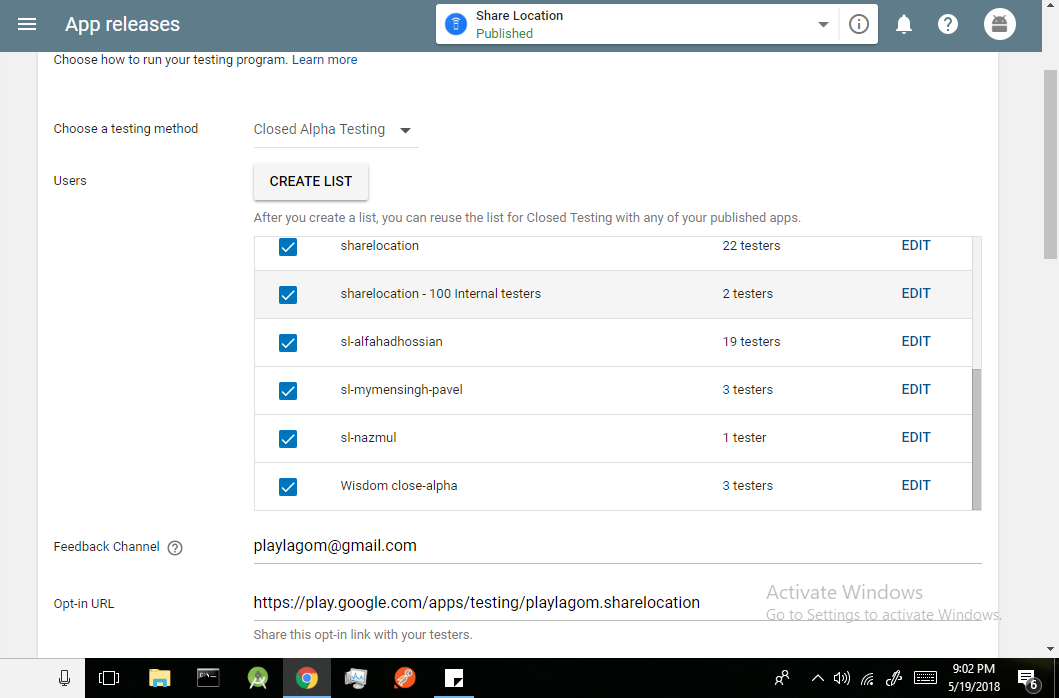 App releases
Share Location
Published
Choose how to run your testing program. Learn more
Choose a testing method
Closed Alpha Testing
Users
CREATE LIST
After you create a list, you can reuse the list for Closed Testing with any of your published apps.
sharelocation 22 testers EDIT
sharelocation - 100 Internal testers 2 testers EDIT
sl-alfahadhossian 19 testers EDIT
sl-mymensingh-pavel 3 testers EDIT
sl-nazmul 1 tester EDIT
Wisdom close-alpha 3 testers EDIT
Feedback Channel
playlagom@gmail.com
Opt-in URL
https://play.google.com/apps/testing/playlagom.sharelocation
Share this opt-in link with your testers.
Activate Windows
Go to Settings to activate Windows.
9:02 PM
5/19/2018
6